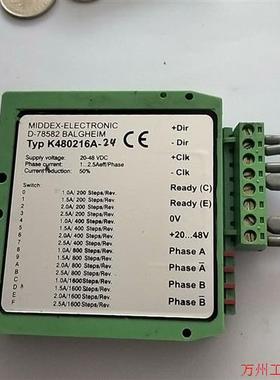 MIDDEX-ELECTRONIC
D-78582 BALGHEIM
Typ K480216A-24 CE
Supply voltage: 20-48 VDC
Phase current: 1...2.5Aeff/Phase
Current reduction: 50%
Switch
0 1.0A/ 200 Steps/Rev.
1 1.5A/ 200 Steps/Rev.
2 2.0A/ 200 Steps/Rev.
3 2.5A/ 200 Steps/Rev.
4 1.0A/ 400 Steps/Rev.
5 1.5A/ 400 Steps/Rev.
6 2.0A/ 400 Steps/Rev.
7 2.5A/ 400 Steps/Rev.
8 1.0A/ 800 Steps/Rev.
9 1.5A/ 800 Steps/Rev.
A 2.0A/ 800 Steps/Rev.
B 2.5A/ 800 Steps/Rev.
C 1.0A/1600 Steps/Rev.
D 1.5A/1600 Steps/Rev.
E 2.0A/1600 Steps/Rev.
F 2.5A/1600 Steps/Rev.
+Dir
- Dir
+Clk
- Clk
Ready (C)
Ready (E)
0V
+20...48V
Phase A
Phase A̅
Phase B
Phase B̅
万州工